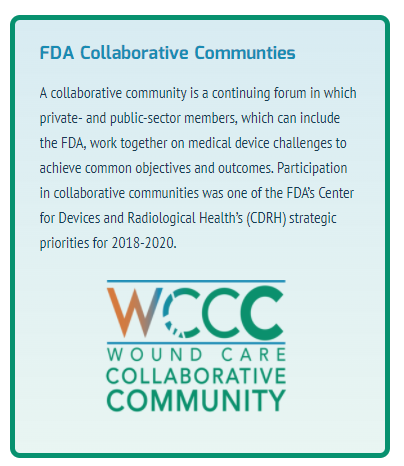 FDA Collaborative Communties
A collaborative community is a continuing forum in which
private- and public-sector members, which can include
the FDA, work together on medical device challenges to
achieve common objectives and outcomes. Participation
in collaborative communities was one of the FDA's Center
for Devices and Radiological Health's (CDRH) strategic
priorities for 2018-2020.
WCCC
WOUND CARE
COLLABORATIVE
COMMUNITY